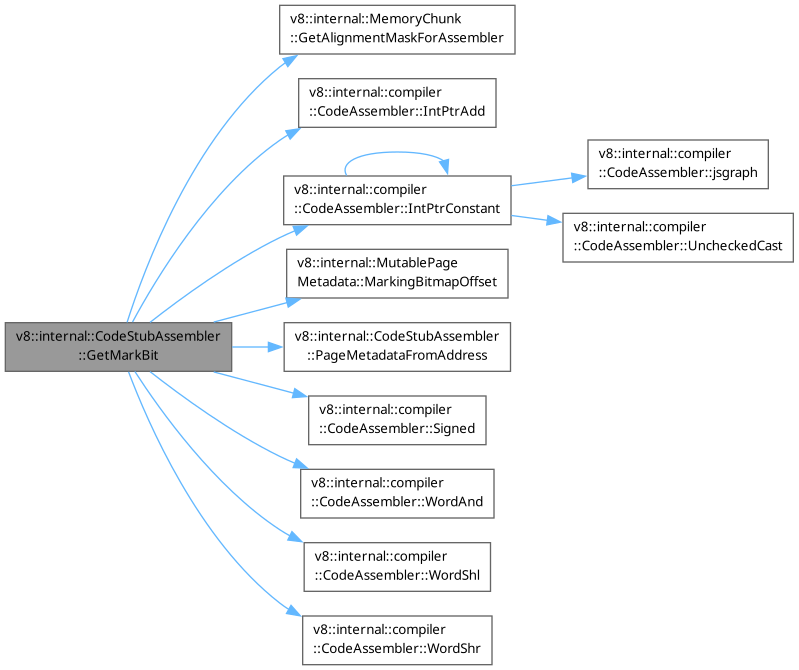 v8::internal::MemoryChunk
::GetAlignmentMaskForAssembler
v8::internal::compiler
::CodeAssembler::IntPtrAdd
v8::internal::compiler
::CodeAssembler::jsgraph
v8::internal::compiler
::CodeAssembler::IntPtrConstant
v8::internal::compiler
::CodeAssembler::UncheckedCast
v8::internal::MutablePage
Metadata::MarkingBitmapOffset
v8::internal::CodeStubAssembler
::GetMarkBit
v8::internal::CodeStubAssembler
::PageMetadataFromAddress
v8::internal::compiler
::CodeAssembler::Signed
v8::internal::compiler
::CodeAssembler::WordAnd
v8::internal::compiler
::CodeAssembler::WordShl
v8::internal::compiler
::CodeAssembler::WordShr